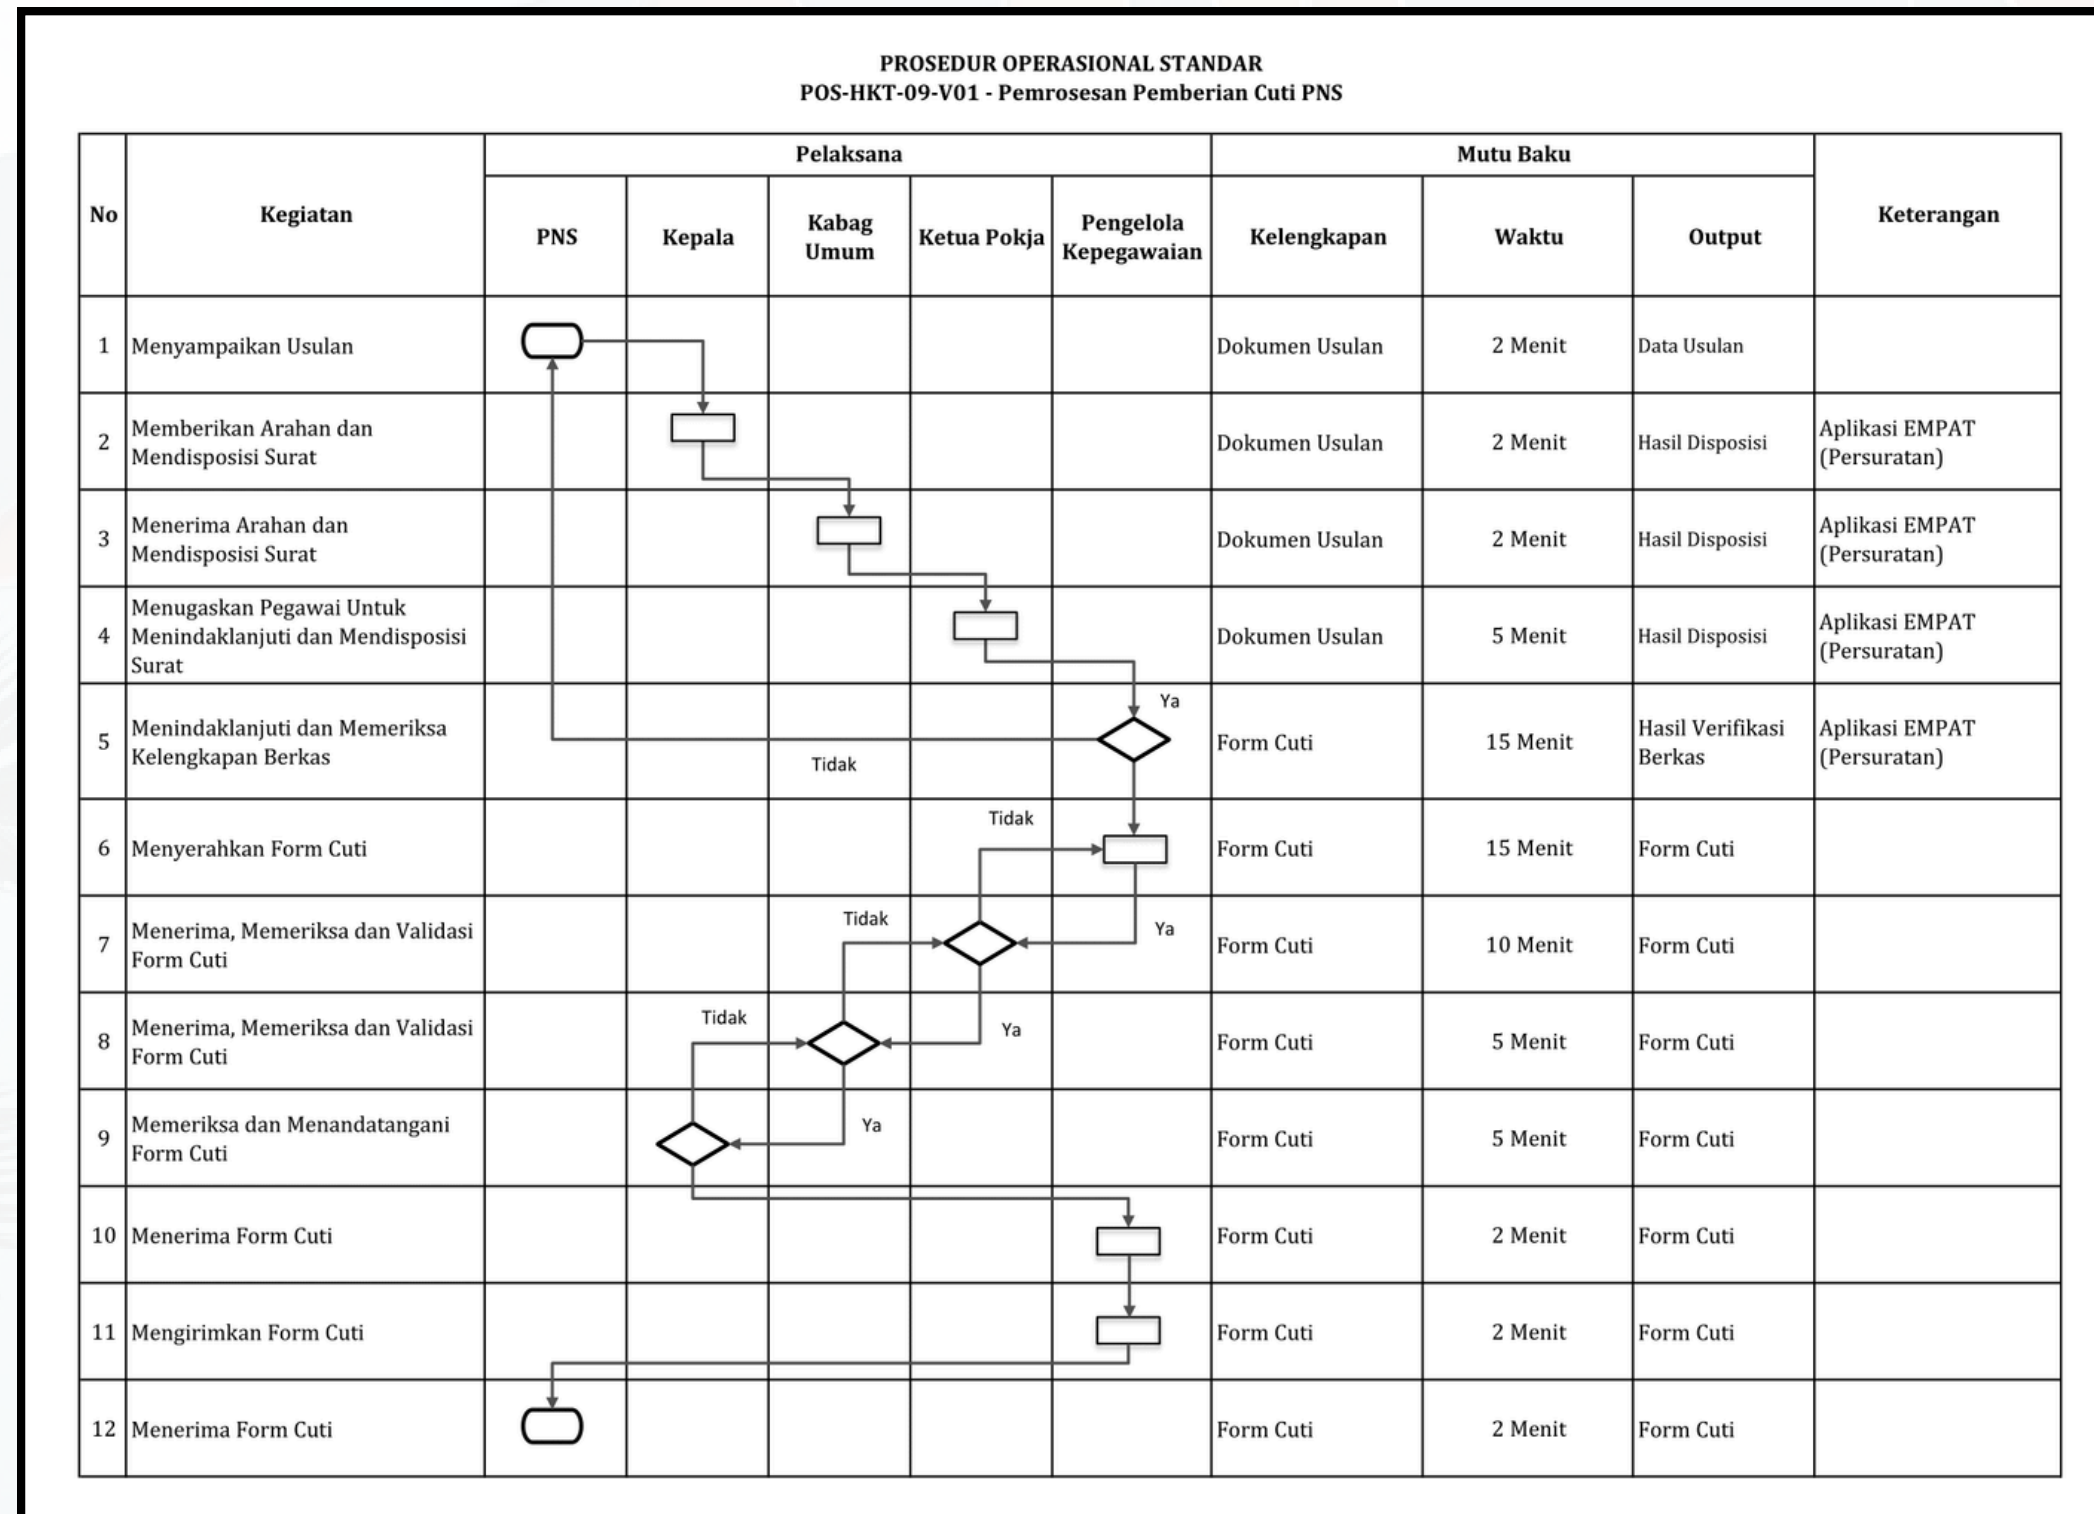 PROSEDUR OPERASIONAL STANDAR
POS-HKT-09-V01 - Pemrosesan Pemberian Cuti PNS
No
Kegiatan
Pelaksana
Mutu Baku
Keterangan
PNS
Kepala
Kabag
Umum
Ketua Pokja
Pengelola
Kepegawaian
Kelengkapan
Waktu
Output
1
Menyampaikan Usulan
Dokumen Usulan
2 Menit
Data Usulan
2
Memberikan Arahan dan
Mendisposisi Surat
Dokumen Usulan
2 Menit
Hasil Disposisi
Aplikasi EMPAT
(Persuratan)
3
Menerima Arahan dan
Mendisposisi Surat
Dokumen Usulan
2 Menit
Hasil Disposisi
Aplikasi EMPAT
(Persuratan)
4
Menugaskan Pegawai Untuk
Menindaklanjuti dan Mendisposisi
Surat
Dokumen Usulan
5 Menit
Hasil Disposisi
Aplikasi EMPAT
(Persuratan)
5
Menindaklanjuti dan Memeriksa
Kelengkapan Berkas
Ya
Tidak
Form Cuti
15 Menit
Hasil Verifikasi
Berkas
Aplikasi EMPAT
(Persuratan)
6
Menyerahkan Form Cuti
Tidak
Form Cuti
15 Menit
Form Cuti
7
Menerima, Memeriksa dan Validasi
Form Cuti
Tidak
Ya
Form Cuti
10 Menit
Form Cuti
8
Menerima, Memeriksa dan Validasi
Form Cuti
Tidak
Ya
Form Cuti
5 Menit
Form Cuti
9
Memeriksa dan Menandatangani
Form Cuti
Ya
Form Cuti
5 Menit
Form Cuti
10
Menerima Form Cuti
Form Cuti
2 Menit
Form Cuti
11
Mengirimkan Form Cuti
Form Cuti
2 Menit
Form Cuti
12
Menerima Form Cuti
Form Cuti
2 Menit
Form Cuti